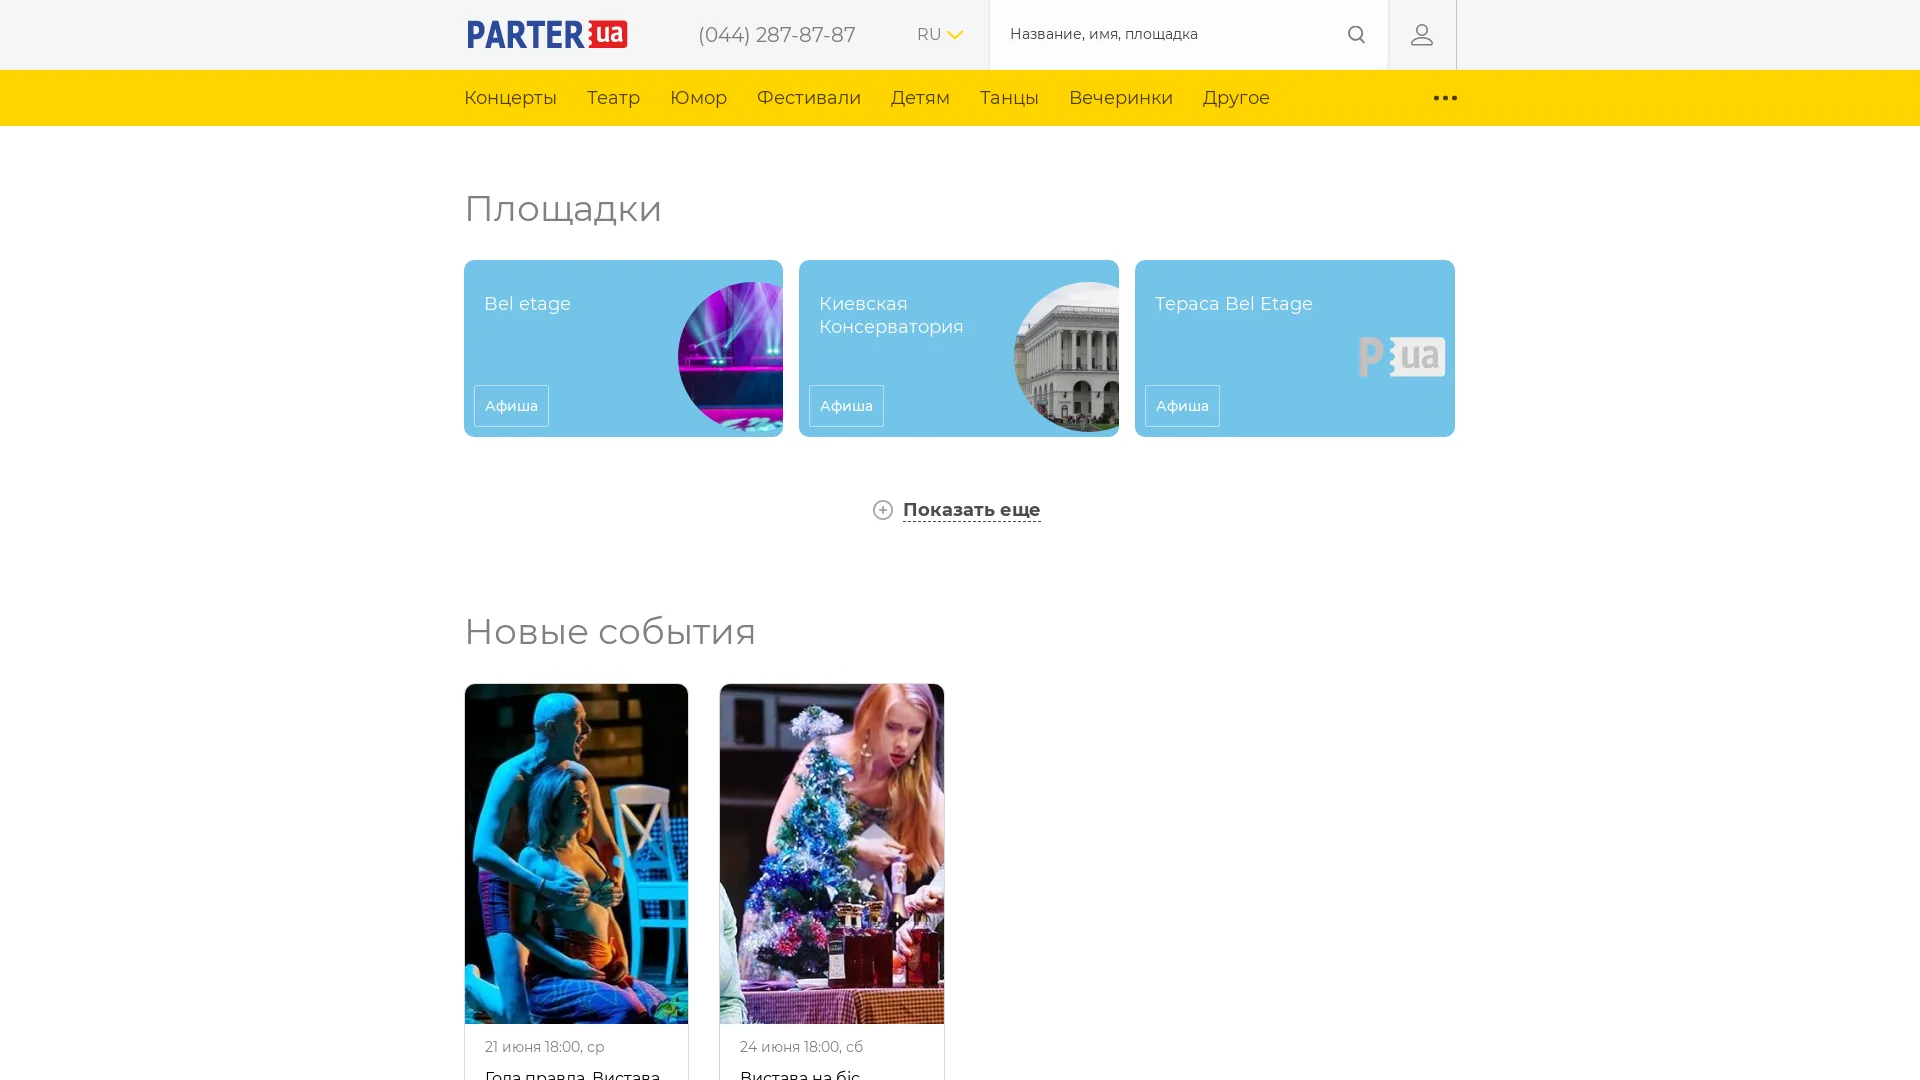 PARTER ua
(044) 287-87-87
RU
Название, имя, площадка
Концерты
Театр
Юмор
Фестивали
Детям
Танцы
Вечеринки
Другое
Площадки
Bel etage
Афиша
Киевская
Консерватория
Афиша
Тераса Bel Etage
P ua
Афиша
Показать еще
Новые события
21 июня 18:00, ср
Гола правда. Вистава
24 июня 18:00, сб
Вистава на біс